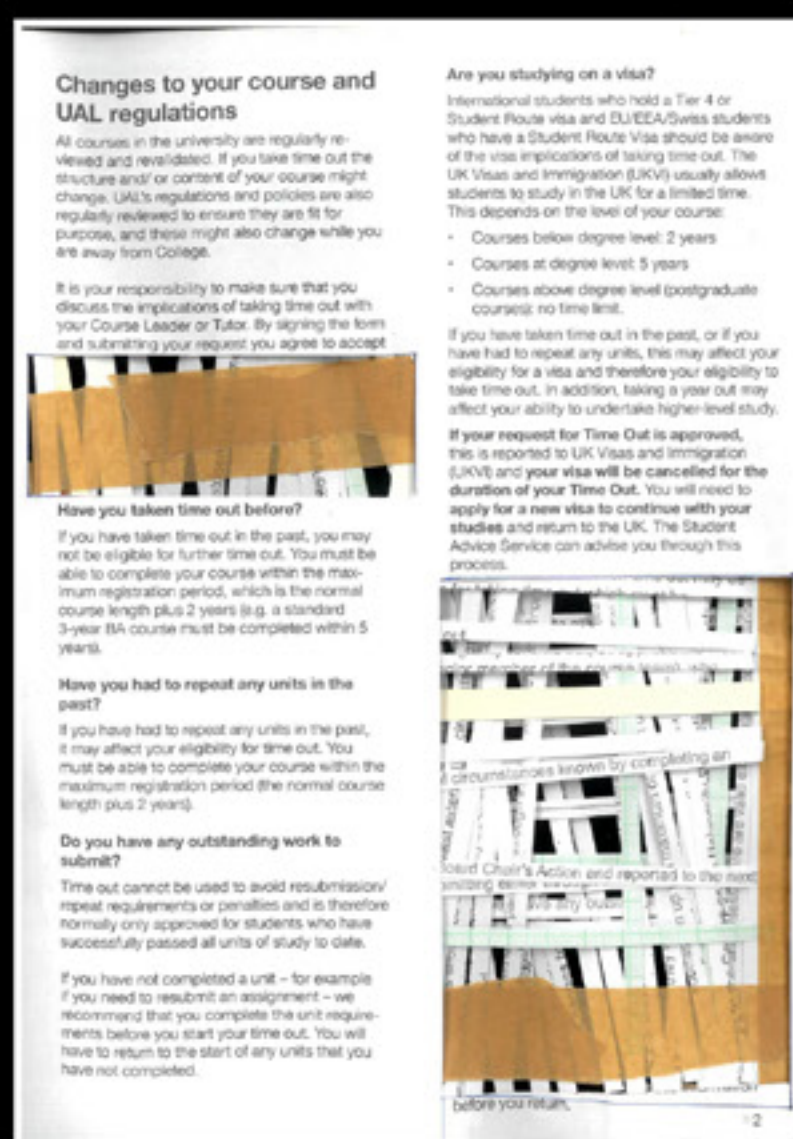 Changes to your course and
UAL regulations
All courses in the university are regularly re-
viewed and revalidated. If you take time out the
structure and/ or content of your course might
change. UAL's regulations and policies are also
regularly reviewed to ensure they are fit for
purpose, and these might also change while you
are away from College.
It is your responsibility to make sure that you
discuss the implications of taking time out with
your Course Leader or Tutor. By signing the form
and submitting your request you agree to accept
Have you taken time out before?
If you have taken time out in the past, you may
not be eligible for further time out. You must be
able to complete your course within the max-
imum registration period, which is the normal
course length plus 2 years (e.g. a standard
3-year BA course must be completed within 5
years).
Have you had to repeat any units in the
past?
If you have had to repeat any units in the past,
it may affect your eligibility for time out. You
must be able to complete your course within the
maximum registration period (the normal course
length plus 2 years).
Do you have any outstanding work to
submit?
Time out cannot be used to avoid resubmission/
repeat requirements or penalties and is therefore
normally only approved for students who have
successfully passed all units of study to date.
If you have not completed a unit – for example
if you need to resubmit an assignment – we
recommend that you complete the unit require-
ments before you start your time out. You will
have to return to the start of any units that you
have not completed.
Are you studying on a visa?
International students who hold a Tier 4 or
Student Route visa and EU/EEA/Swiss students
who have a Student Route Visa should be aware
of the visa implications of taking time out. The
UK Visas and Immigration (UKVI) usually allows
students to study in the UK for a limited time.
This depends on the level of your course:
- Courses below degree level: 2 years
- Courses at degree level: 5 years
- Courses above degree level (postgraduate
courses): no time limit.
If you have taken time out in the past, or if you
have had to repeat any units, this may affect your
eligibility for a visa and therefore your eligibility to
take time out. In addition, taking a year out may
affect your ability to undertake higher-level study.
If your request for Time Out is approved,
this is reported to UK Visas and Immigration
(UKVI) and your visa will be cancelled for the
duration of your Time Out. You will need to
apply for a new visa to continue with your
studies and return to the UK. The Student
Advice Service can advise you through this
process.
member of the course team), who
circumstances known by completing an
Chair's Action and reported to the next
any
before you return.
2